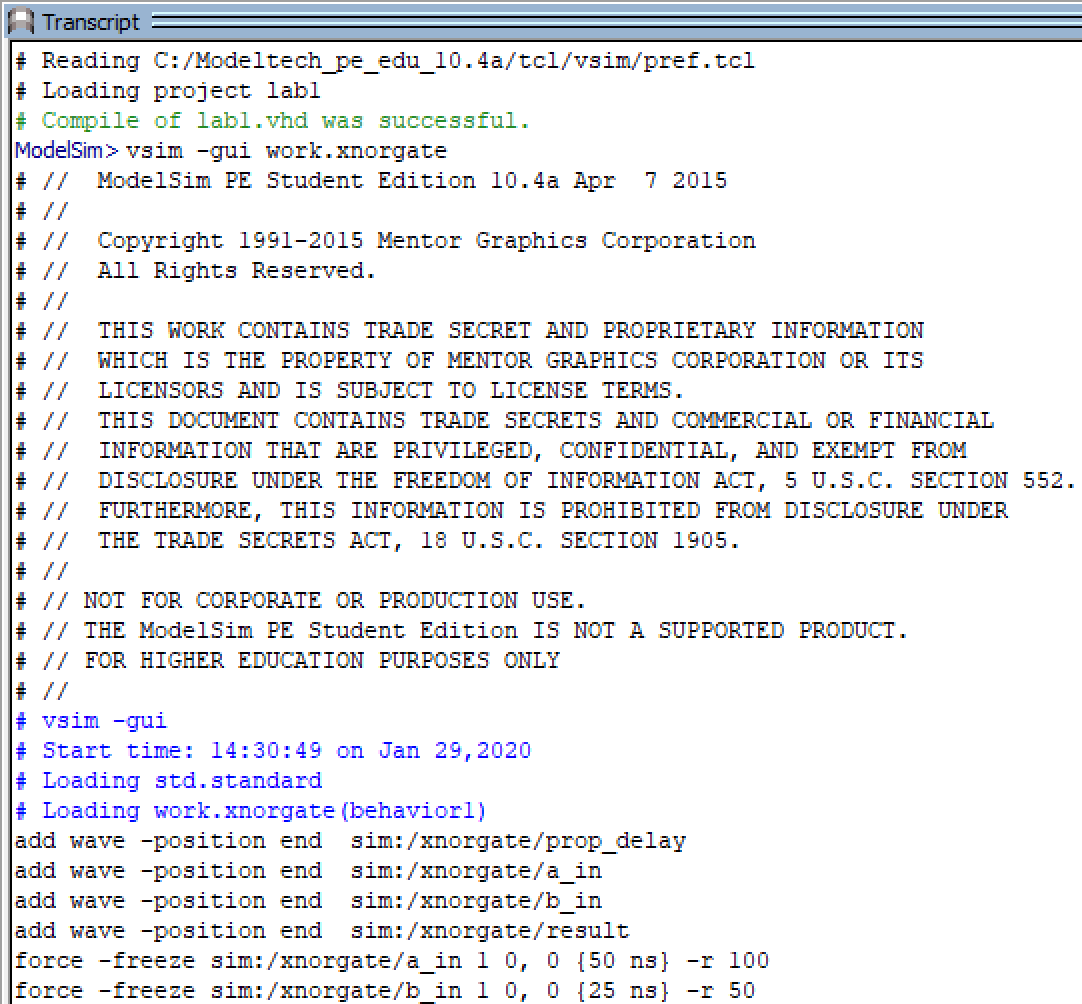 Transcript
# Reading C:/Modeltech_pe_edu_10.4a/tcl/vsim/pref.tcl
# Loading project lab1
# Compile of lab1.vhd was successful.
ModelSim> vsim -gui work.xnorgate
# //  ModelSim PE Student Edition 10.4a Apr  7 2015
# //
# //  Copyright 1991-2015 Mentor Graphics Corporation
# //  All Rights Reserved.
# //
# //  THIS WORK CONTAINS TRADE SECRET AND PROPRIETARY INFORMATION
# //  WHICH IS THE PROPERTY OF MENTOR GRAPHICS CORPORATION OR ITS
# //  LICENSORS AND IS SUBJECT TO LICENSE TERMS.
# //  THIS DOCUMENT CONTAINS TRADE SECRETS AND COMMERCIAL OR FINANCIAL
# //  INFORMATION THAT ARE PRIVILEGED, CONFIDENTIAL, AND EXEMPT FROM
# //  DISCLOSURE UNDER THE FREEDOM OF INFORMATION ACT, 5 U.S.C. SECTION 552.
# //  FURTHERMORE, THIS INFORMATION IS PROHIBITED FROM DISCLOSURE UNDER
# //  THE TRADE SECRETS ACT, 18 U.S.C. SECTION 1905.
# //
# // NOT FOR CORPORATE OR PRODUCTION USE.
# // THE ModelSim PE Student Edition IS NOT A SUPPORTED PRODUCT.
# // FOR HIGHER EDUCATION PURPOSES ONLY
# //
# vsim -gui
# Start time: 14:30:49 on Jan 29,2020
# Loading std.standard
# Loading work.xnorgate(behavior1)
add wave -position end  sim:/xnorgate/prop_delay
add wave -position end  sim:/xnorgate/a_in
add wave -position end  sim:/xnorgate/b_in
add wave -position end  sim:/xnorgate/result
force -freeze sim:/xnorgate/a_in 1 0, 0 {50 ns} -r 100
force -freeze sim:/xnorgate/b_in 1 0, 0 {25 ns} -r 50